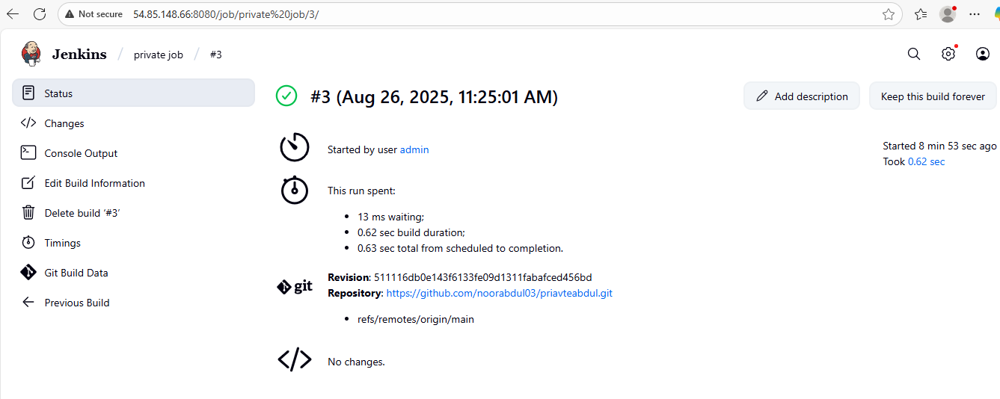 Not secure 54.85.148.66:8080/job/private%20job/3/
Jenkins / private job / #3
Status
Changes
Console Output
Edit Build Information
Delete build ‘#3’
Timings
Git Build Data
Previous Build
#3 (Aug 26, 2025, 11:25:01 AM)
Add description
Keep this build forever
Started by user admin
Started 8 min 53 sec ago
Took 0.62 sec
This run spent:
• 13 ms waiting;
• 0.62 sec build duration;
• 0.63 sec total from scheduled to completion.
git
Revision: 511116db0e143f6133fe09d1311fabafced456bd
Repository: https://github.com/noorabdul03/priavteabdul.git
• refs/remotes/origin/main
No changes.